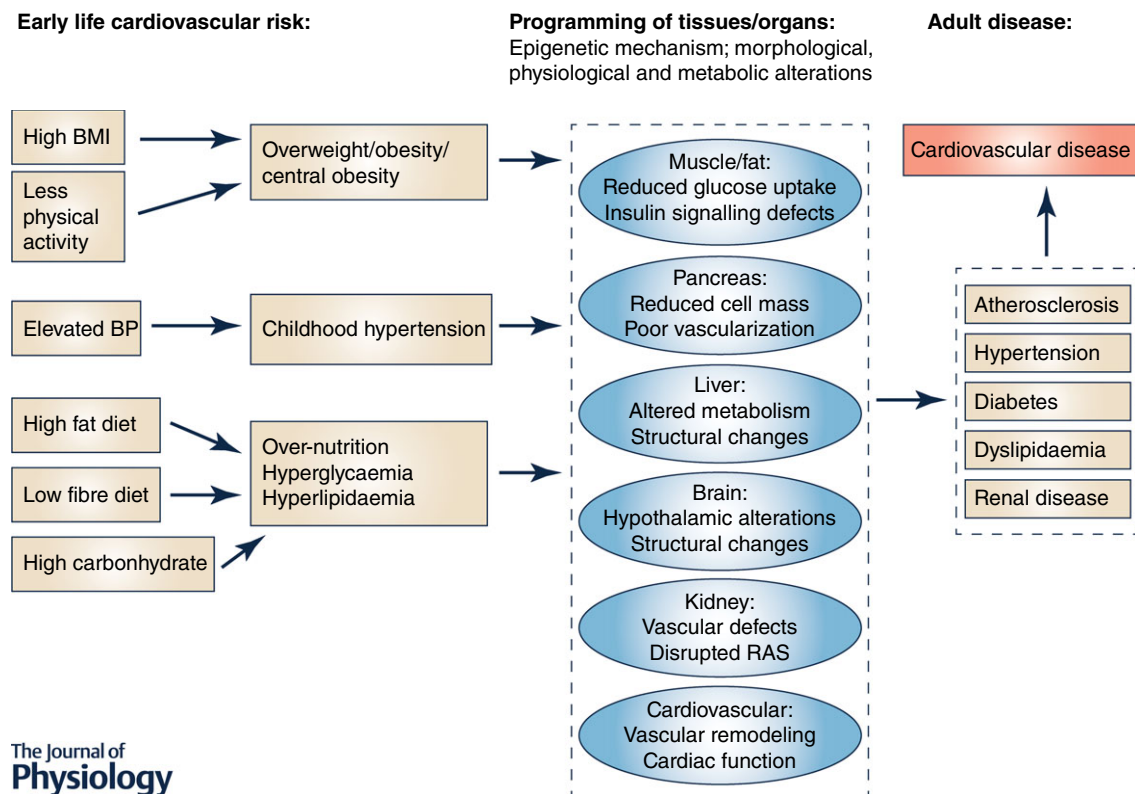 Early life cardiovascular risk:
Programming of tissues/organs:
Epigenetic mechanism; morphological,
physiological and metabolic alterations
Adult disease:
High BMI
Less
physical
activity
Overweight/obesity/
central obesity
Elevated BP
Childhood hypertension
High fat diet
Low fibre diet
High carbonhydrate
Over-nutrition
Hyperglycaemia
Hyperlipidaemia
Muscle/fat:
Reduced glucose uptake
Insulin signalling defects
Pancreas:
Reduced cell mass
Poor vascularization
Liver:
Altered metabolism
Structural changes
Brain:
Hypothalamic alterations
Structural changes
Kidney:
Vascular defects
Disrupted RAS
Cardiovascular:
Vascular remodeling
Cardiac function
Cardiovascular disease
Atherosclerosis
Hypertension
Diabetes
Dyslipidaemia
Renal disease
The Journal of
Physiology